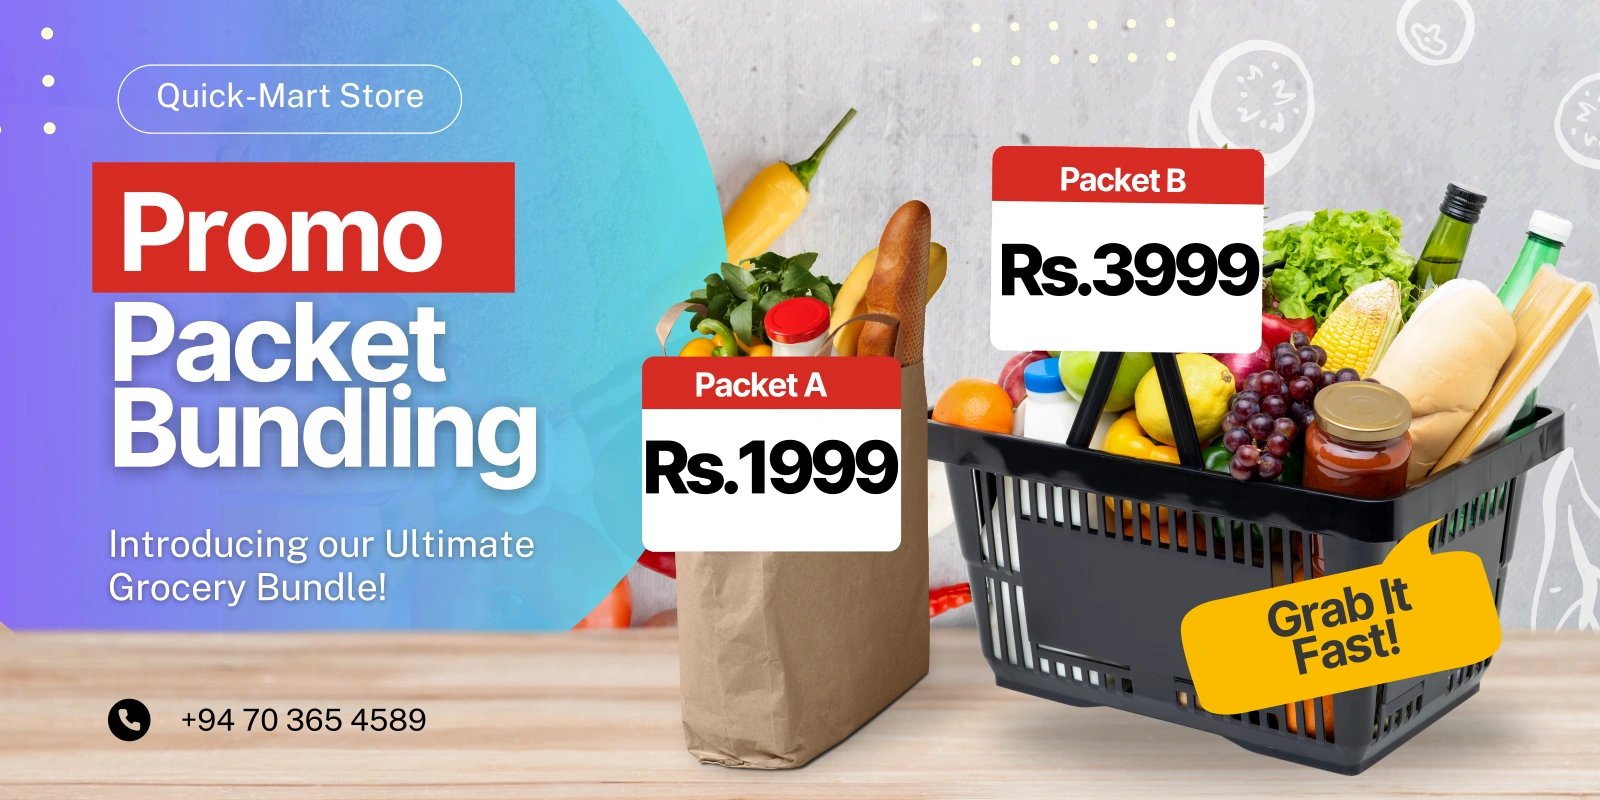 Quick-Mart Store
Promo
Packet
Bundling
Introducing our Ultimate
Grocery Bundle!
+94 70 365 4589
Packet A
Rs.1999
Packet B
Rs.3999
Grab It
Fast!